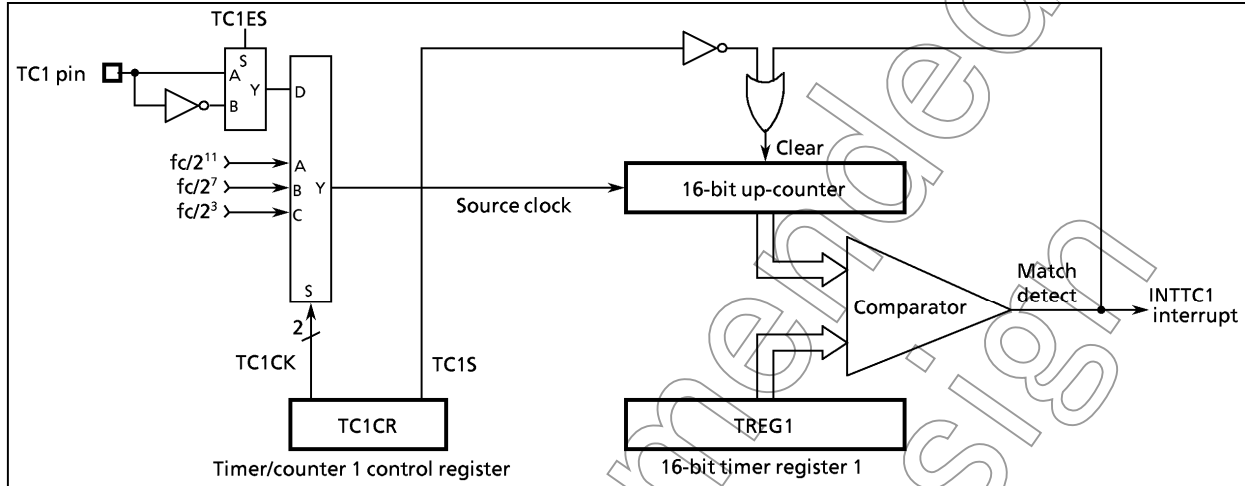 TC1ES
TC1 pin
S
A
B
Y
D
fc/2¹¹
A
fc/2⁷
B
Y
fc/2³
C
S
Source clock
Clear
16-bit up-counter
Comparator
Match
detect
INTTC1
interrupt
2
TC1CK
TC1S
TC1CR
TREG1
Timer/counter 1 control register
16-bit timer register 1